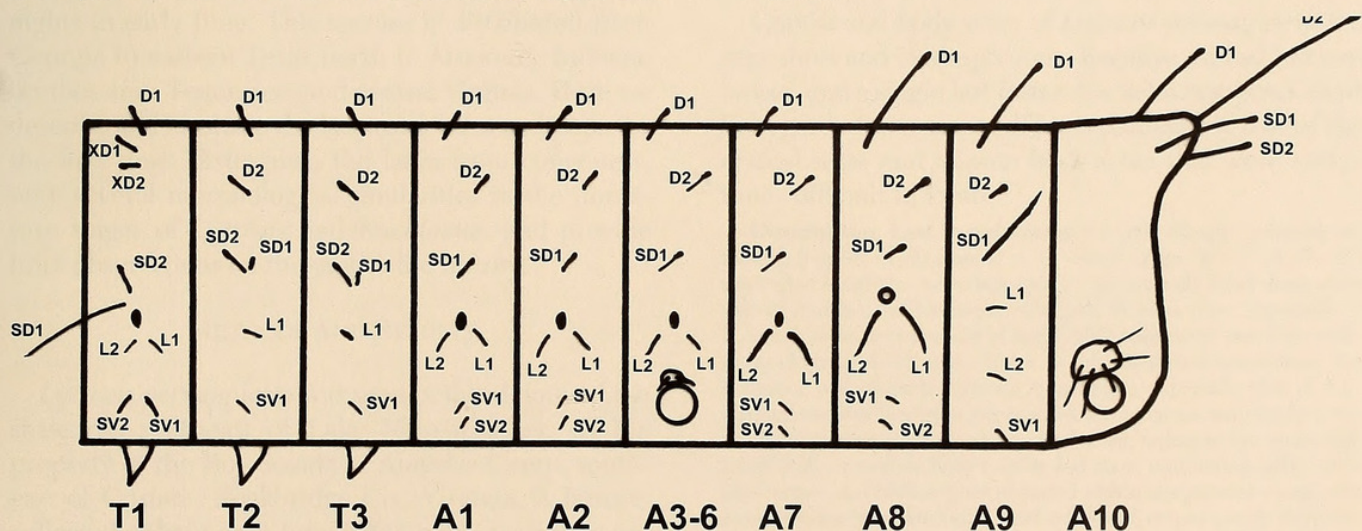 D2
D1 D1 D1 D1 D1 D1 D1 D1 D1 D1
SD1
SD2
XD1
XD2 D2 D2 D2 D2 D2 D2 D2 D2
SD2 SD2 SD1 SD2 SD1 SD1 SD1 SD1 SD1 SD1 SD1
SD1 L2 L1 L1 L1 L2 L1 L2 L1 L2 L1 L2 L1 L2 L1 L1
L2
SV2 SV1 SV1 SV1 SV1 SV1 SV1 SV1 SV1
SV2 SV2 SV2 SV2
T1 T2 T3 A1 A2 A3-6 A7 A8 A9 A10